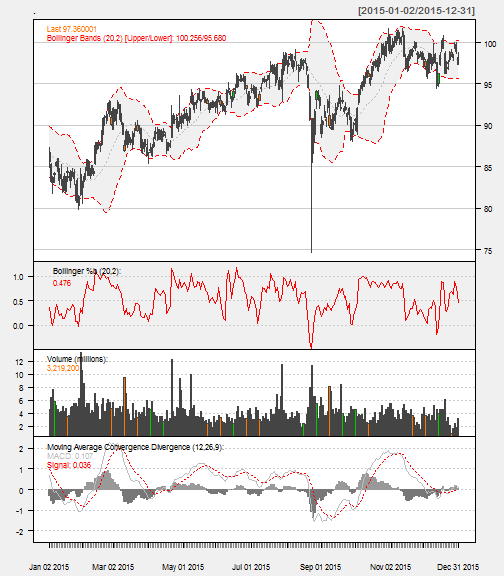 [2015-01-02/2015-12-31]
Last 97.360001
Bollinger Bands (20,2) [Upper/Lower]: 100.256/95.680
100
95
90
85
80
75
Bollinger %b (20,2):
0.476
1.0
0.5
0.0
Volume (millions):
3,219,200
12
10
8
6
4
2
Moving Average Convergence Divergence (12,26,9):
MACD: 0.107
Signal: 0.036
2
1
0
-1
-2
Jan 02 2015 Mar 02 2015 May 01 2015 Jul 01 2015 Sep 01 2015 Nov 02 2015 Dec 31 2015